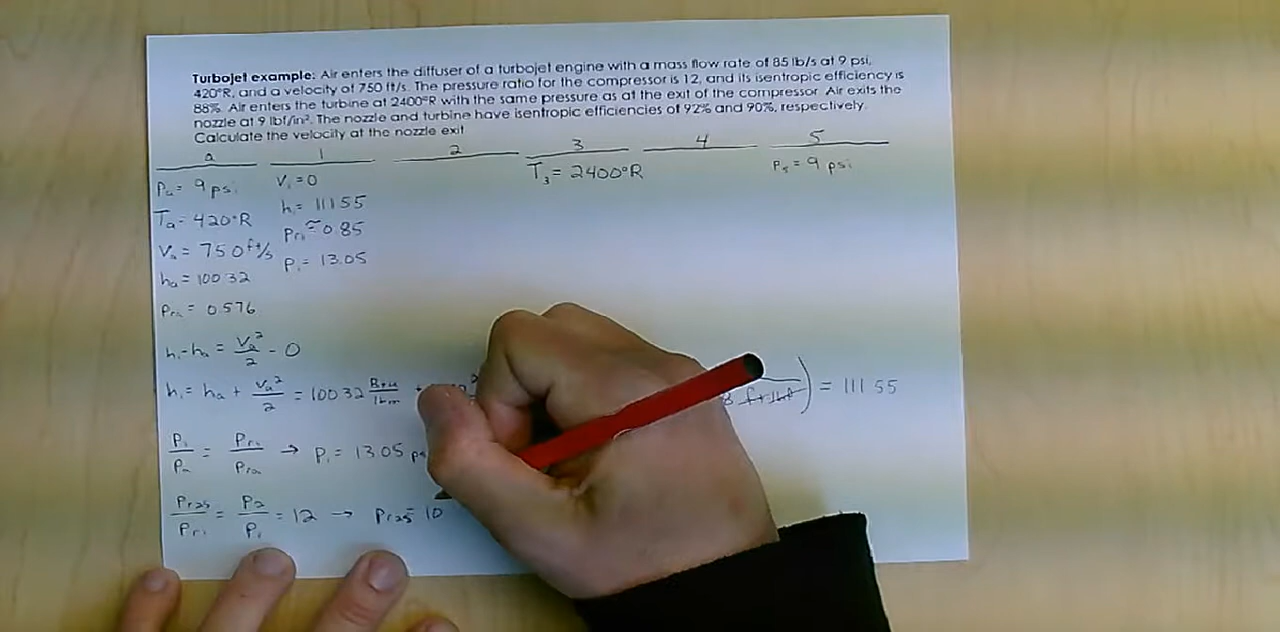 Turbojet example: Air enters the diffuser of a turbojet engine with a mass flow rate of 85 lb/s at 9 psi,
420°R, and a velocity of 750 ft/s. The pressure ratio for the compressor is 12, and its isentropic efficiency is
88%. Air enters the turbine at 2400°R with the same pressure as at the exit of the compressor. Air exits the
nozzle at 9 lbf/in². The nozzle and turbine have isentropic efficiencies of 92% and 90%, respectively.
Calculate the velocity at the nozzle exit
a 1 2 3 4 5
Pa = 9 psi V₁ = 0 T₃ = 2400°R P₅ = 9 psi
Ta = 420°R h₁ = 111.55
Va = 750 ft/s Pr₁ ≈ 0.85
ha = 100.32 P₁ = 13.05
Pra = 0.576
h₁-ha = Va²/2 - 0
h₁ = ha + Va²/2 = 100.32 Btu/lbm + ft·lbf) = 111.55
P₁/Pa = Pr₁/Pra → P₁ = 13.05
Pr2s/Pr₁ = P₂/P₁ = 12 → Pr2s = 10